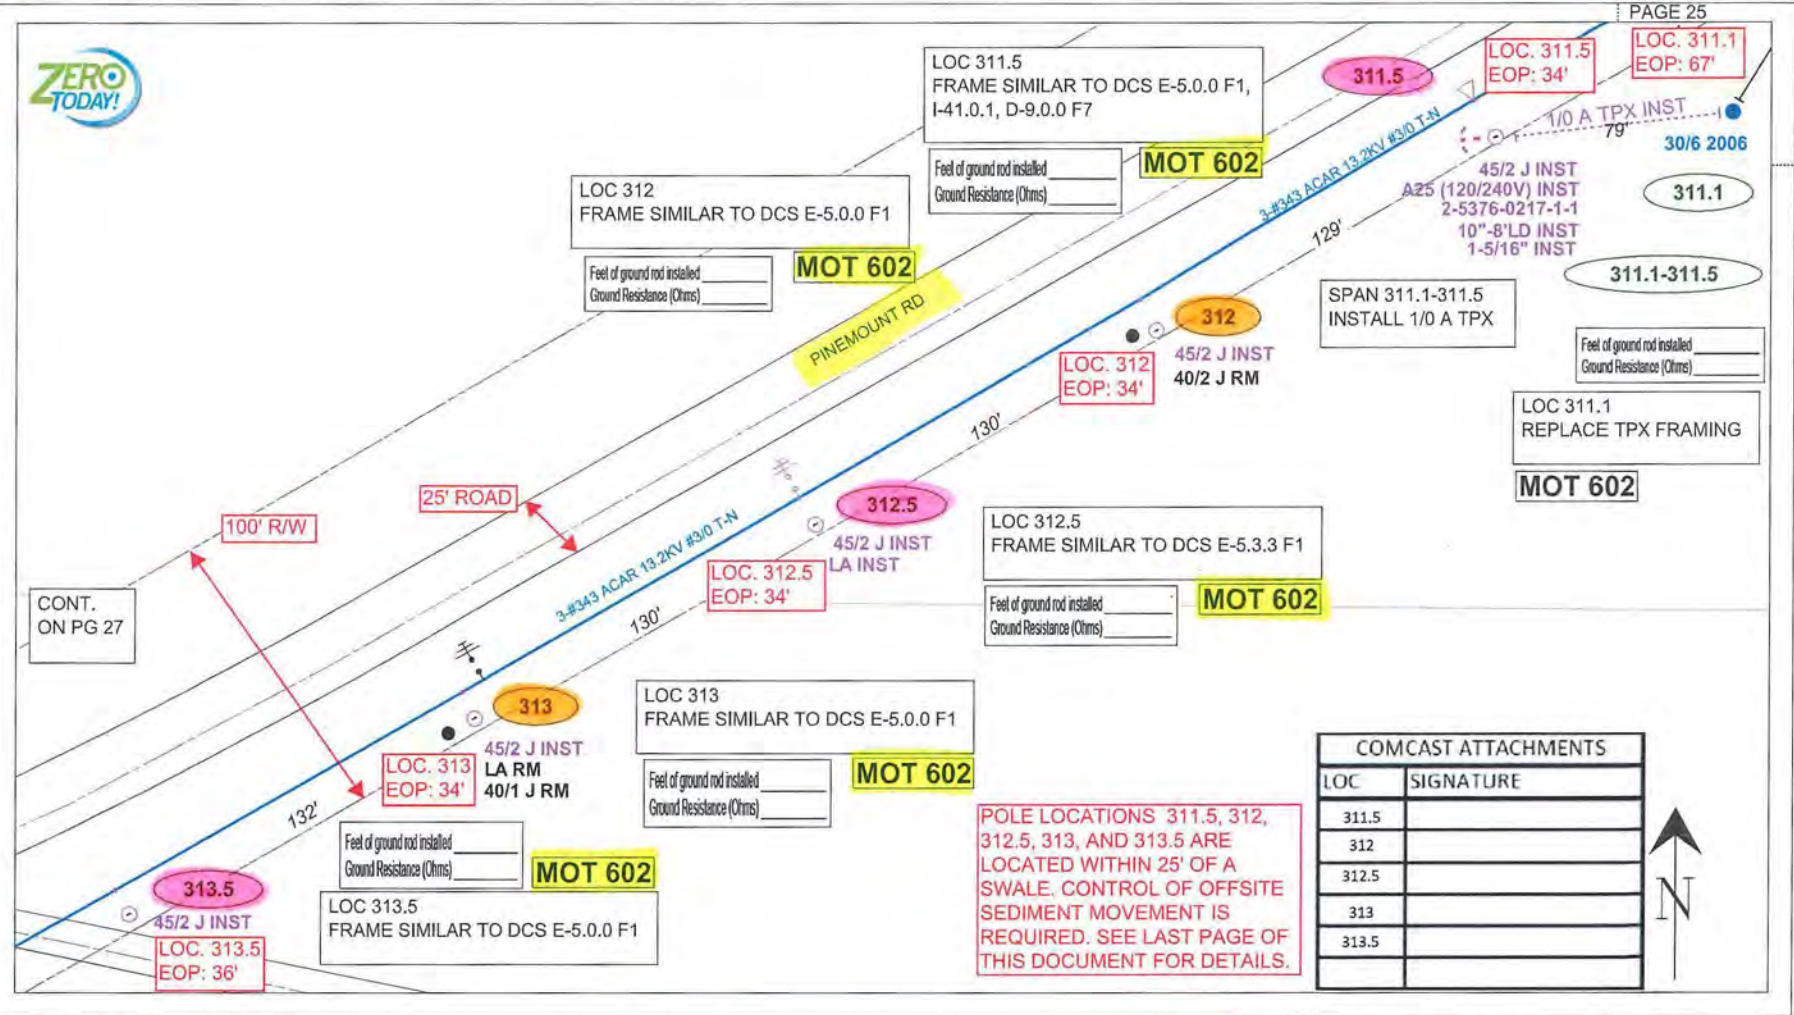 PAGE 25
ZERO
TODAY!
LOC 311.5
FRAME SIMILAR TO DCS E-5.0.0 F1,
I-41.0.1, D-9.0.0 F7
311.5
LOC. 311.5
EOP: 34'
LOC. 311.1
EOP: 67'
1/0 A TPX INST
79'
30/6 2006
Feel of ground rod installed
Ground Resistance (Ohms)
MOT 602
3-#343 ACAR 13.2KV #3/0 T-N
45/2 J INST
A25 (120/240V) INST
2-5376-0217-1-1
10"-8'LD INST
1-5/16" INST
311.1
311.1-311.5
LOC 312
FRAME SIMILAR TO DCS E-5.0.0 F1
Feel of ground rod installed
Ground Resistance (Ohms)
MOT 602
129'
PINEMOUNT RD
312
45/2 J INST
40/2 J RM
LOC. 312
EOP: 34'
SPAN 311.1-311.5
INSTALL 1/0 A TPX
Feel of ground rod installed
Ground Resistance (Ohms)
LOC 311.1
REPLACE TPX FRAMING
MOT 602
130'
25' ROAD
100' R/W
312.5
45/2 J INST
LA INST
LOC. 312.5
EOP: 34'
LOC 312.5
FRAME SIMILAR TO DCS E-5.3.3 F1
Feel of ground rod installed
Ground Resistance (Ohms)
MOT 602
3-#343 ACAR 13.2KV #3/0 T-N
130'
CONT.
ON PG 27
313
45/2 J INST
LA RM
40/1 J RM
LOC. 313
EOP: 34'
LOC 313
FRAME SIMILAR TO DCS E-5.0.0 F1
Feel of ground rod installed
Ground Resistance (Ohms)
MOT 602
132'
Feel of ground rod installed
Ground Resistance (Ohms)
MOT 602
313.5
45/2 J INST
LOC. 313.5
EOP: 36'
LOC 313.5
FRAME SIMILAR TO DCS E-5.0.0 F1
POLE LOCATIONS 311.5, 312,
312.5, 313, AND 313.5 ARE
LOCATED WITHIN 25' OF A
SWALE. CONTROL OF OFFSITE
SEDIMENT MOVEMENT IS
REQUIRED. SEE LAST PAGE OF
THIS DOCUMENT FOR DETAILS.
COMCAST ATTACHMENTS
LOC SIGNATURE
311.5
312
312.5
313
313.5
N